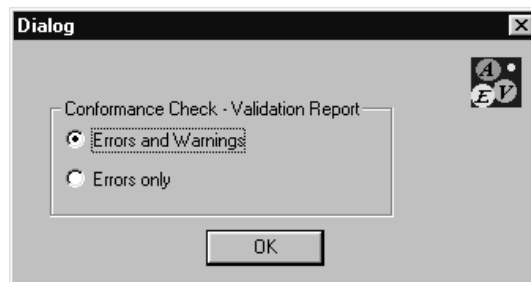 Dialog
A
E V
Conformance Check - Validation Report
Errors and Warnings
Errors only
OK